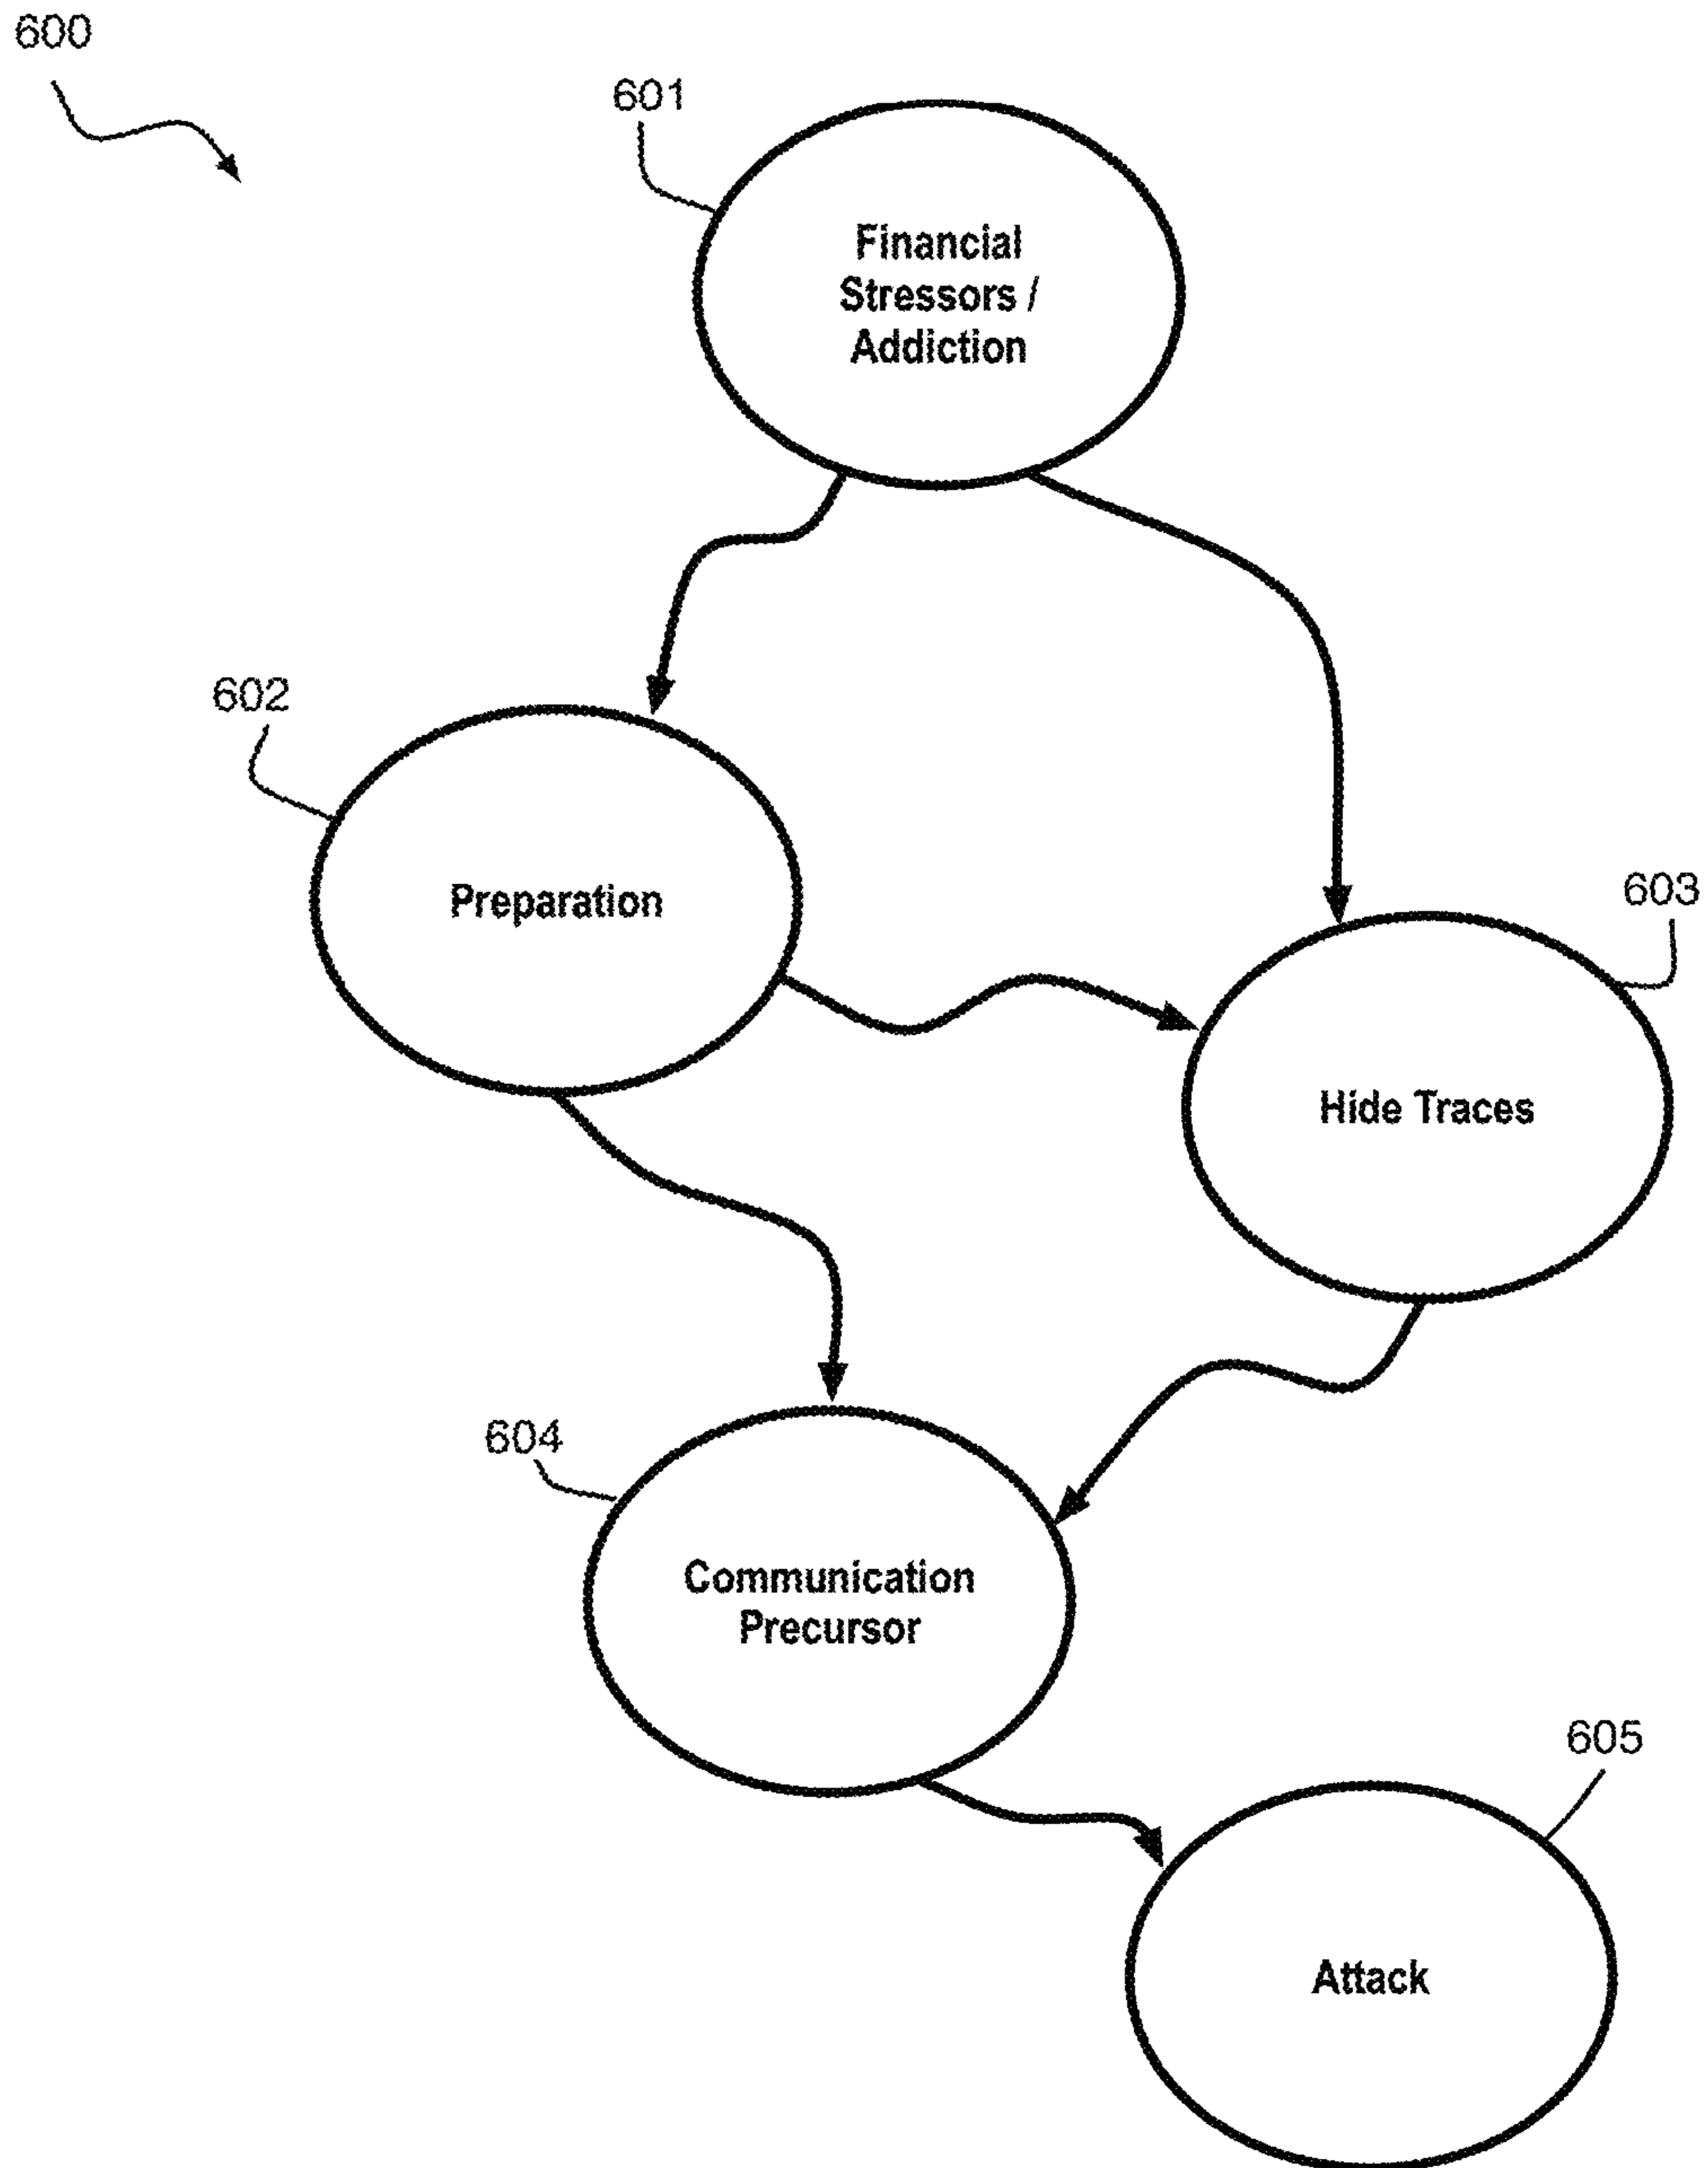 600
601
Financial
Stressors /
Addiction
602
Preparation
603
Hide Traces
604
Communication
Precursor
605
Attack